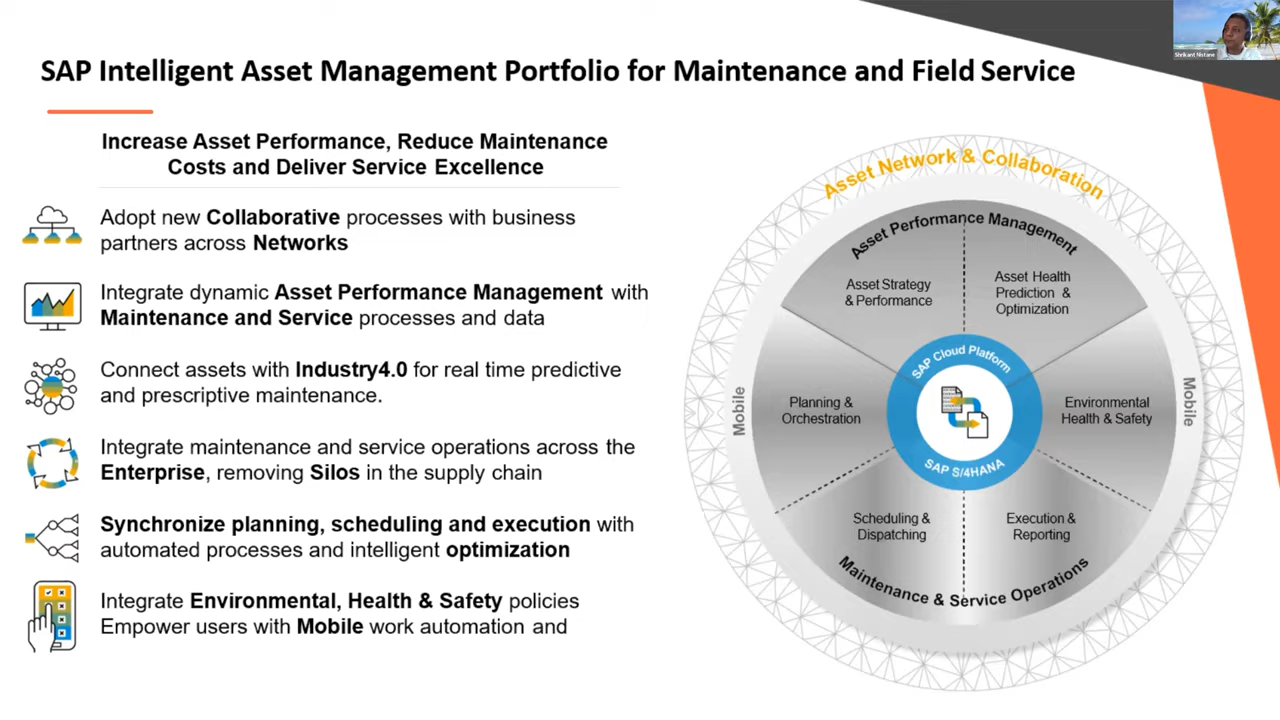 SAP Intelligent Asset Management Portfolio for Maintenance and Field Service
Shrikant Nistane
Increase Asset Performance, Reduce Maintenance
Costs and Deliver Service Excellence
Adopt new Collaborative processes with business
partners across Networks
Integrate dynamic Asset Performance Management with
Maintenance and Service processes and data
Connect assets with Industry4.0 for real time predictive
and prescriptive maintenance.
Integrate maintenance and service operations across the
Enterprise, removing Silos in the supply chain
Synchronize planning, scheduling and execution with
automated processes and intelligent optimization
Integrate Environmental, Health & Safety policies
Empower users with Mobile work automation and
Asset Network & Collaboration
Asset Performance Management
Asset Strategy
& Performance
Asset Health
Prediction &
Optimization
SAP Cloud Platform
Mobile
Planning &
Orchestration
Environmental
Health & Safety
Mobile
SAP S/4HANA
Scheduling &
Dispatching
Execution &
Reporting
Maintenance & Service Operations